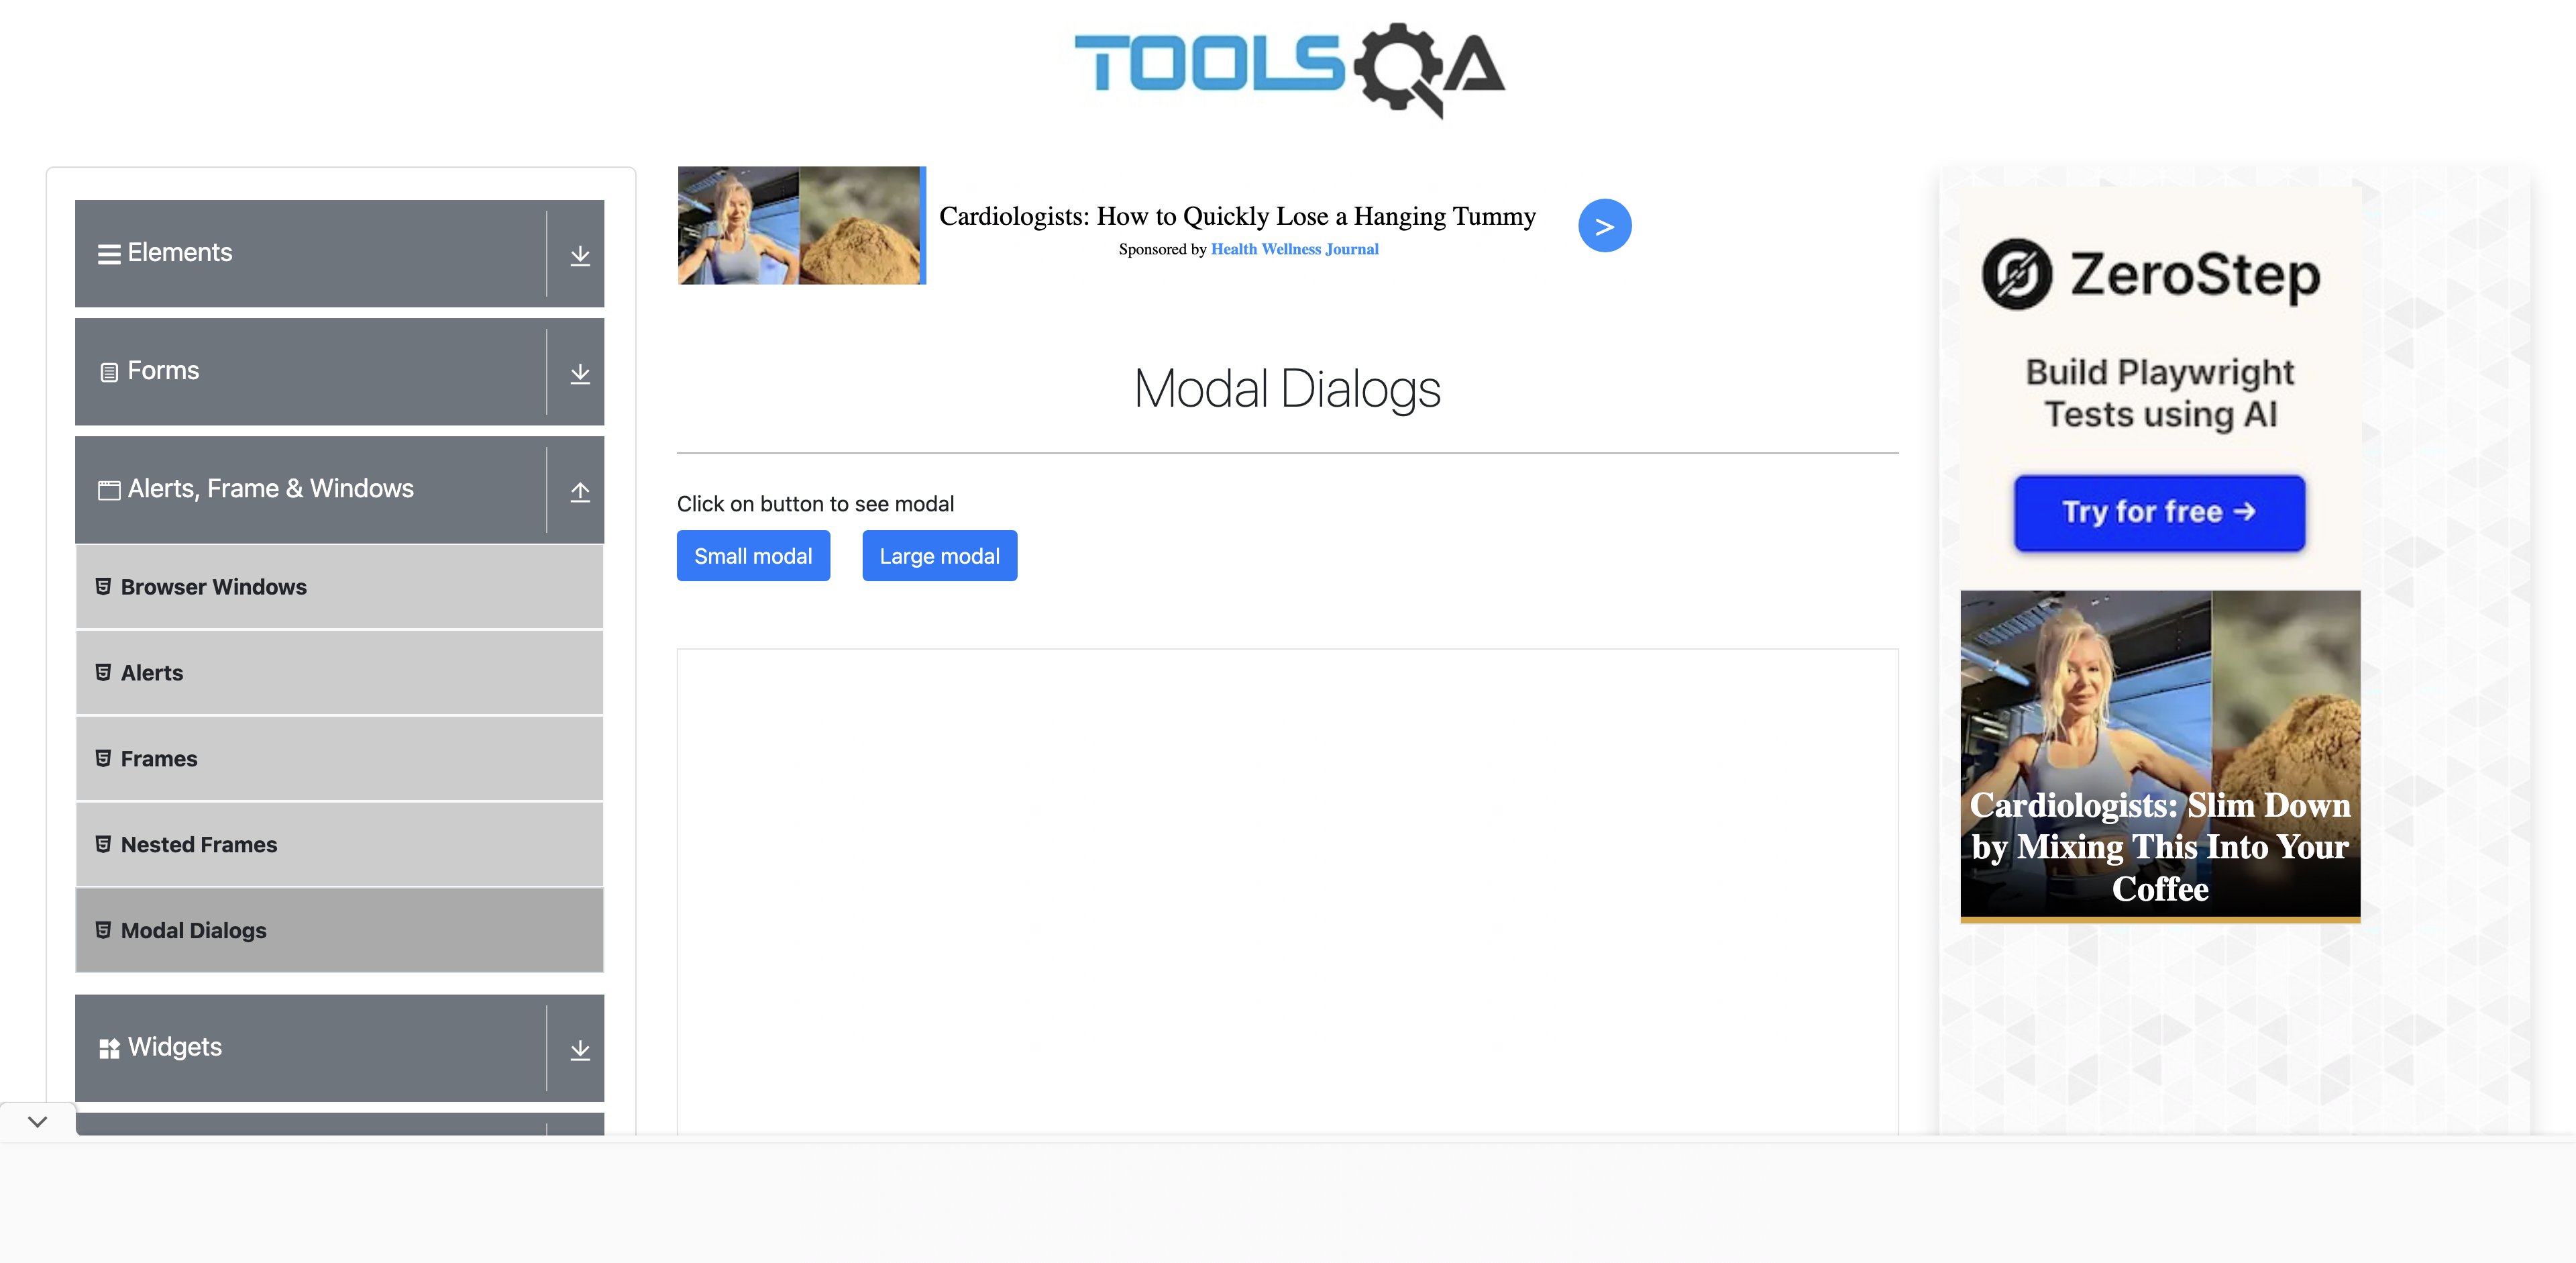 TOOLSQA
Elements
Forms
Alerts, Frame & Windows
Browser Windows
Alerts
Frames
Nested Frames
Modal Dialogs
Widgets
Cardiologists: How to Quickly Lose a Hanging Tummy
Sponsored by Health Wellness Journal
>
Modal Dialogs
Click on button to see modal
Small modal
Large modal
ZeroStep
Build Playwright
Tests using AI
Try for free →
Cardiologists: Slim Down
by Mixing This Into Your
Coffee